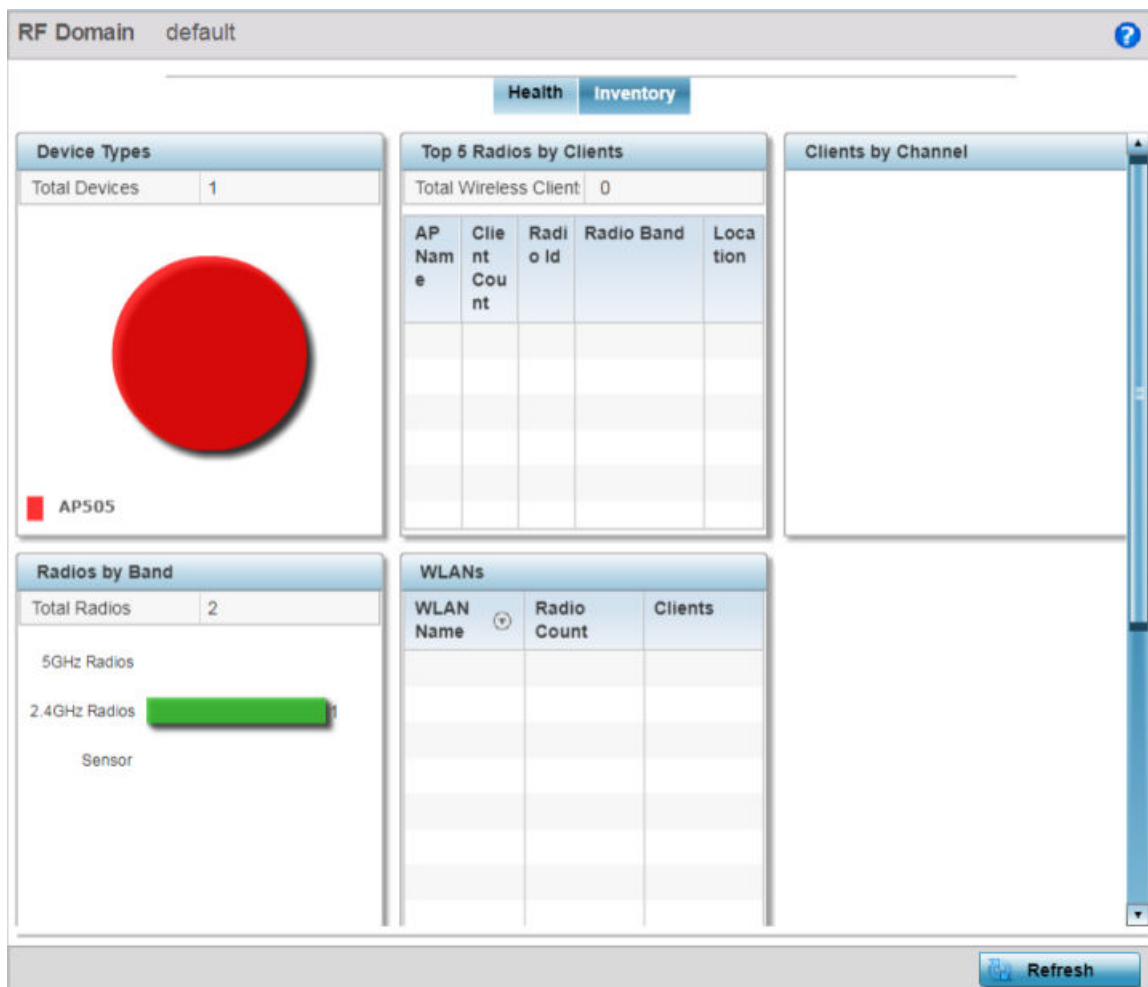 RF Domain default
Health Inventory
Device Types
Total Devices 1
AP505
Top 5 Radios by Clients
Total Wireless Client 0
AP Nam e
Clie nt Cou nt
Radi o Id
Radio Band
Loca tion
Clients by Channel
Radios by Band
Total Radios 2
5GHz Radios
2.4GHz Radios 1
Sensor
WLANs
WLAN Name
Radio Count
Clients
Refresh